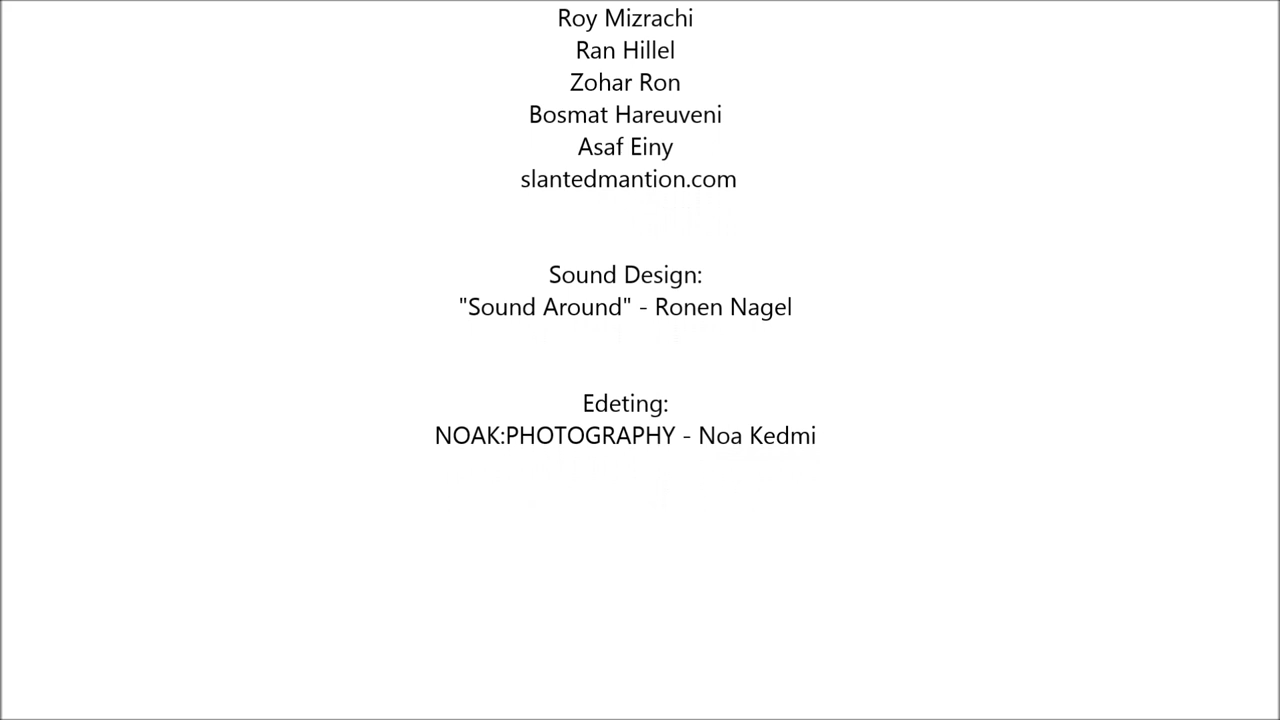 Roy Mizrachi
Ran Hillel
Zohar Ron
Bosmat Hareuveni
Asaf Einy
slantedmantion.com
Sound Design:
"Sound Around" - Ronen Nagel
Edeting:
NOAK:PHOTOGRAPHY - Noa Kedmi